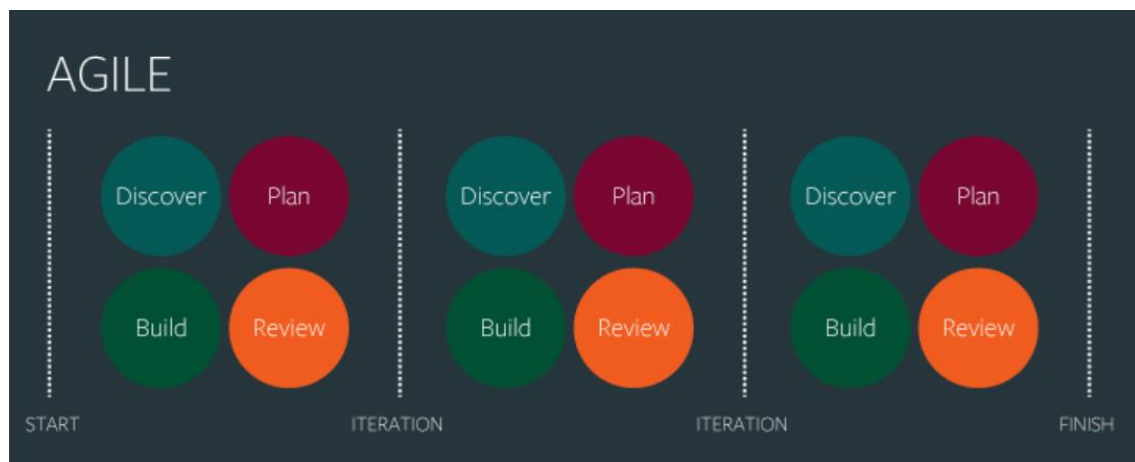 AGILE
Discover Plan Discover Plan Discover Plan
Build Review Build Review Build Review
START ITERATION ITERATION FINISH